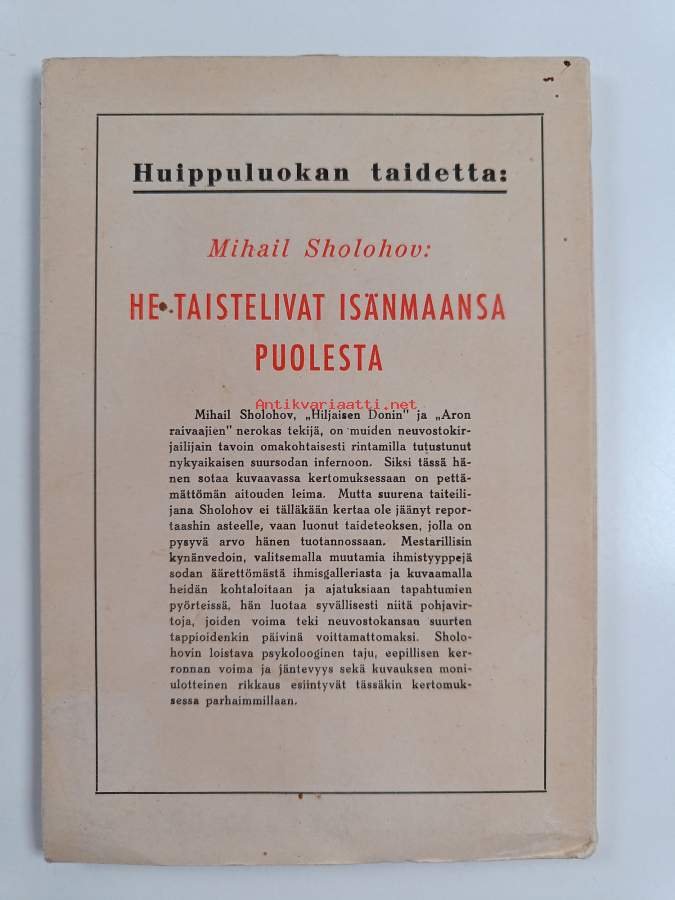 Huippuluokan taidetta:
Mihail Sholohov:
HE TAISTELIVAT ISÄNMAANSA
PUOLESTA
Antikvariaatti.net
Mihail Sholohov, „Hiljaisen Donin" ja „Aron
raivaajien" nerokas tekijä, on muiden neuvostokir-
jailijain tavoin omakohtaisesti rintamilla tutustunut
nykyaikaisen suursodan infernoon. Siksi tässä hä-
nen sotaa kuvaavassa kertomuksessaan on pettä-
mättömän aitouden leima. Mutta suurena taiteili-
jana Sholohov ei tälläkään kertaa ole jäänyt repor-
taashin asteelle, vaan luonut taideteoksen, jolla on
pysyvä arvo hänen tuotannossaan. Mestarillisin
kynänvedoin, valitsemalla muutamia ihmistyyppejä
sodan äärettömästä ihmisgalleriasta ja kuvaamalla
heidän kohtaloitaan ja ajatuksiaan tapahtumien
pyörteissä, hän luotaa syvällisesti niitä pohjavir-
toja, joiden voima teki neuvostokansan suurten
tappioidenkin päivinä voittamattomaksi. Sholo-
hovin loistava psykolooginen taju, eepillisen ker-
ronnan voima ja jäntevyys sekä kuvauksen moni-
ulotteinen rikkaus esiintyvät tässäkin kertomuk-
sessa parhaimmillaan.